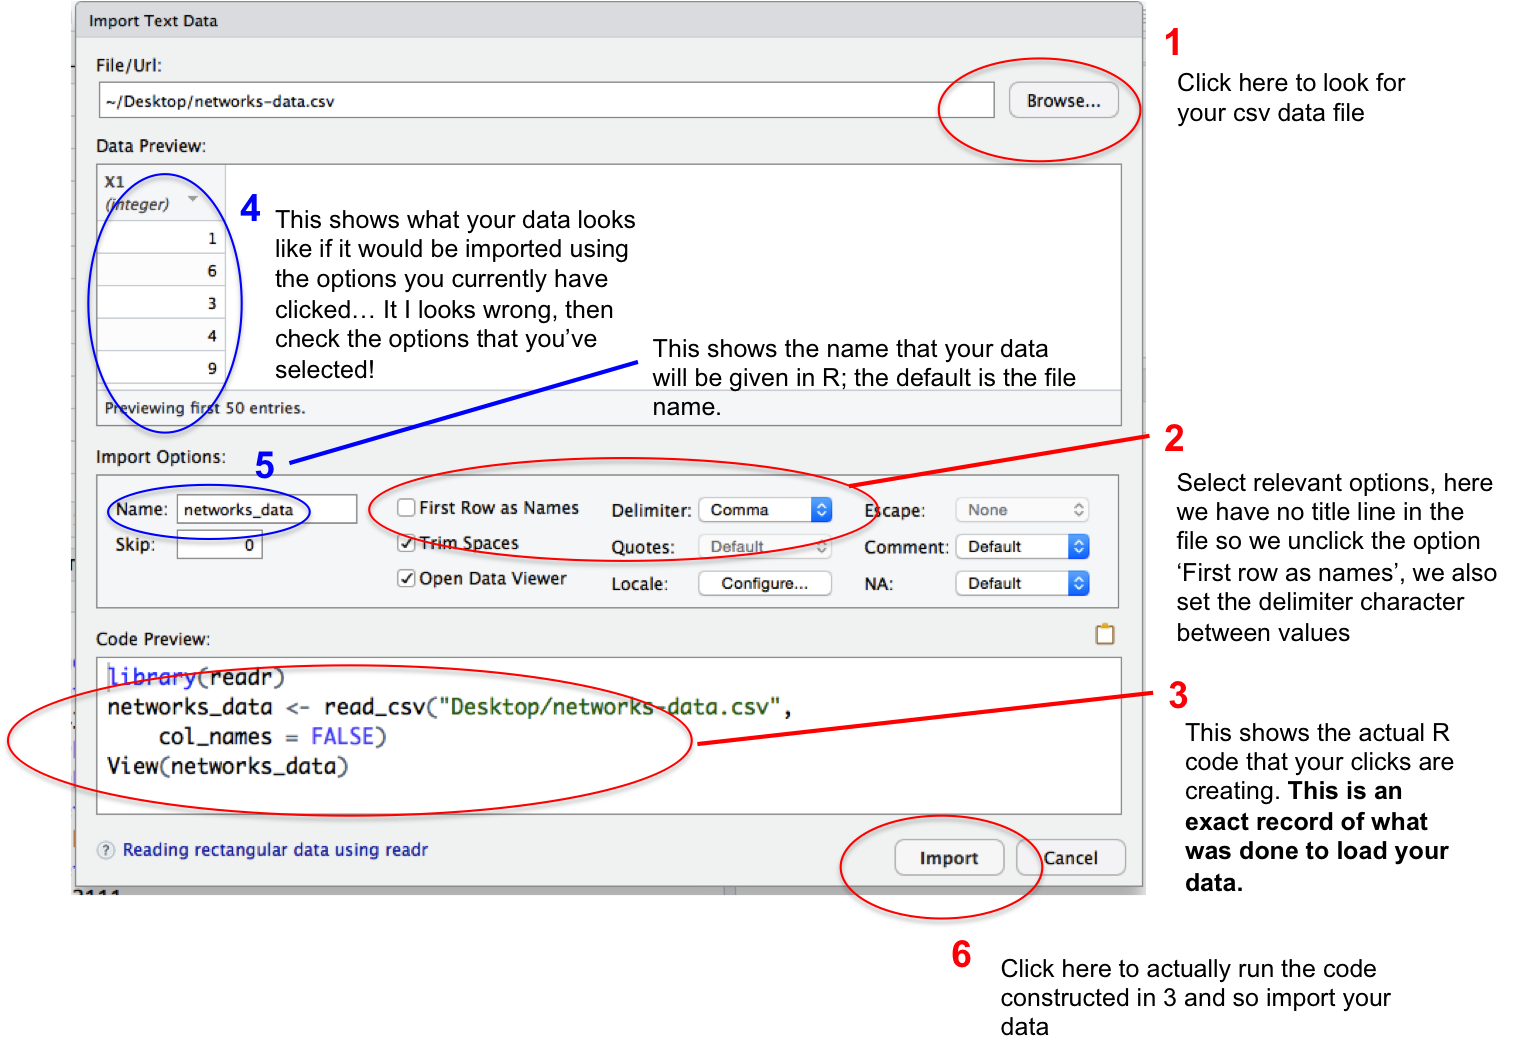 Import Text Data
File/Url:
~/Desktop/networks-data.csv
Browse...
1
Click here to look for
your csv data file
Data Preview:
X1
(integer)
1
6
3
4
9
Previewing first 50 entries.
4
This shows what your data looks
like if it would be imported using
the options you currently have
clicked… It I looks wrong, then
check the options that you’ve
selected!
This shows the name that your data
will be given in R; the default is the file
name.
5
Import Options:
Name: networks_data
Skip: 0
First Row as Names
Trim Spaces
Open Data Viewer
Delimiter: Comma
Quotes: Default
Locale: Configure...
Escape: None
Comment: Default
NA: Default
2
Select relevant options, here
we have no title line in the
file so we unclick the option
‘First row as names’, we also
set the delimiter character
between values
Code Preview:
library(readr)
networks_data <- read_csv("Desktop/networks-data.csv",
    col_names = FALSE)
View(networks_data)
3
This shows the actual R
code that your clicks are
creating. This is an
exact record of what
was done to load your
data.
? Reading rectangular data using readr
Import
Cancel
6
Click here to actually run the code
constructed in 3 and so import your
data